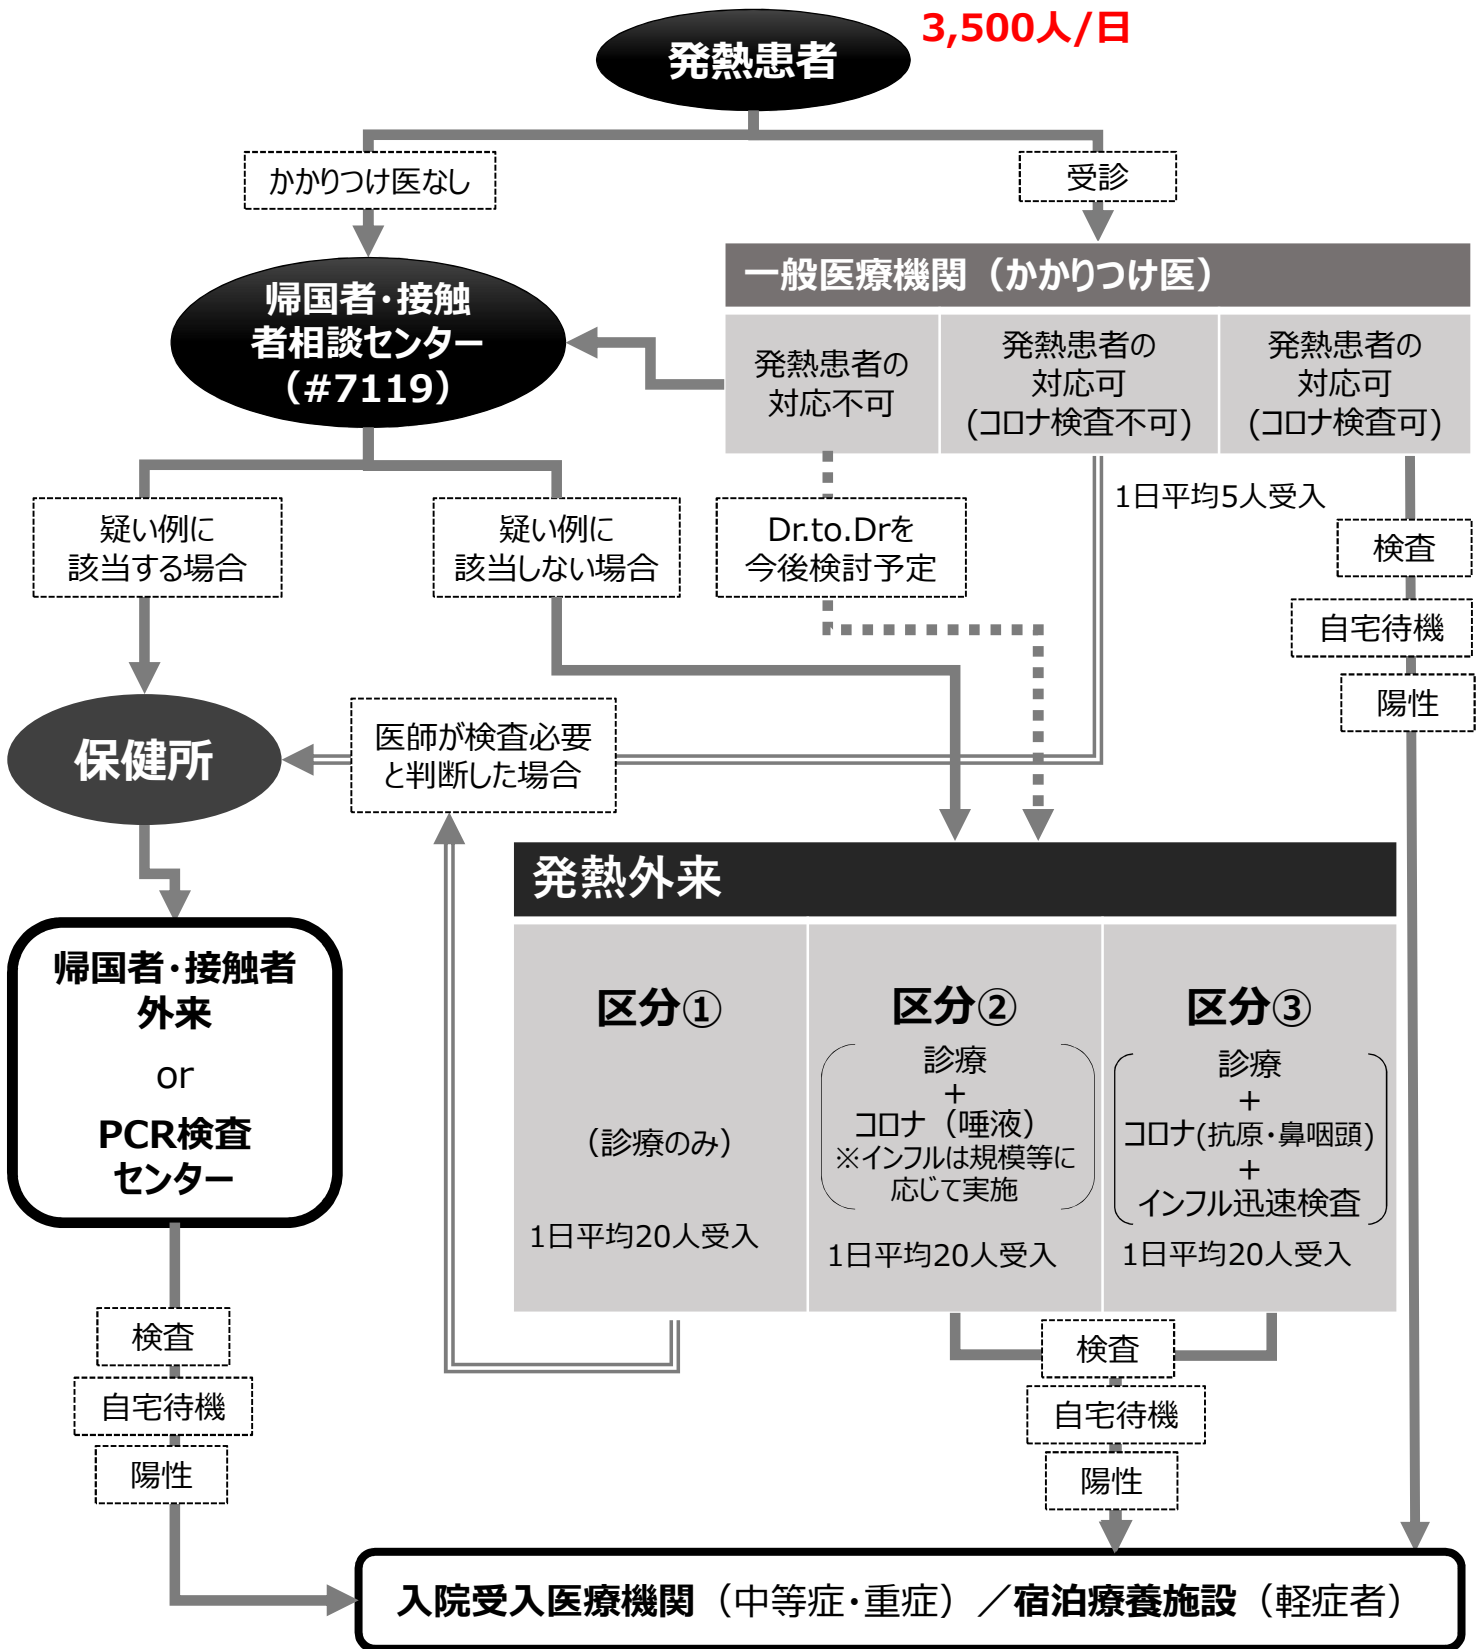 3,500人/日
発熱患者
かかりつけ医なし
受診
帰国者・接触
者相談センター
（#7119）
一般医療機関（かかりつけ医）
発熱患者の
対応不可
発熱患者の
対応可
(コロナ検査不可)
発熱患者の
対応可
(コロナ検査可)
1日平均5人受入
疑い例に
該当する場合
疑い例に
該当しない場合
Dr.to.Drを
今後検討予定
検査
自宅待機
陽性
保健所
医師が検査必要
と判断した場合
発熱外来
区分①
（診療のみ）
1日平均20人受入
区分②
診療
+
コロナ（唾液）
※インフルは規模等に
応じて実施
1日平均20人受入
区分③
診療
+
コロナ(抗原・鼻咽頭)
+
インフル迅速検査
1日平均20人受入
帰国者・接触者
外来
or
PCR検査
センター
検査
自宅待機
陽性
検査
自宅待機
陽性
入院受入医療機関（中等症・重症）／宿泊療養施設（軽症者）